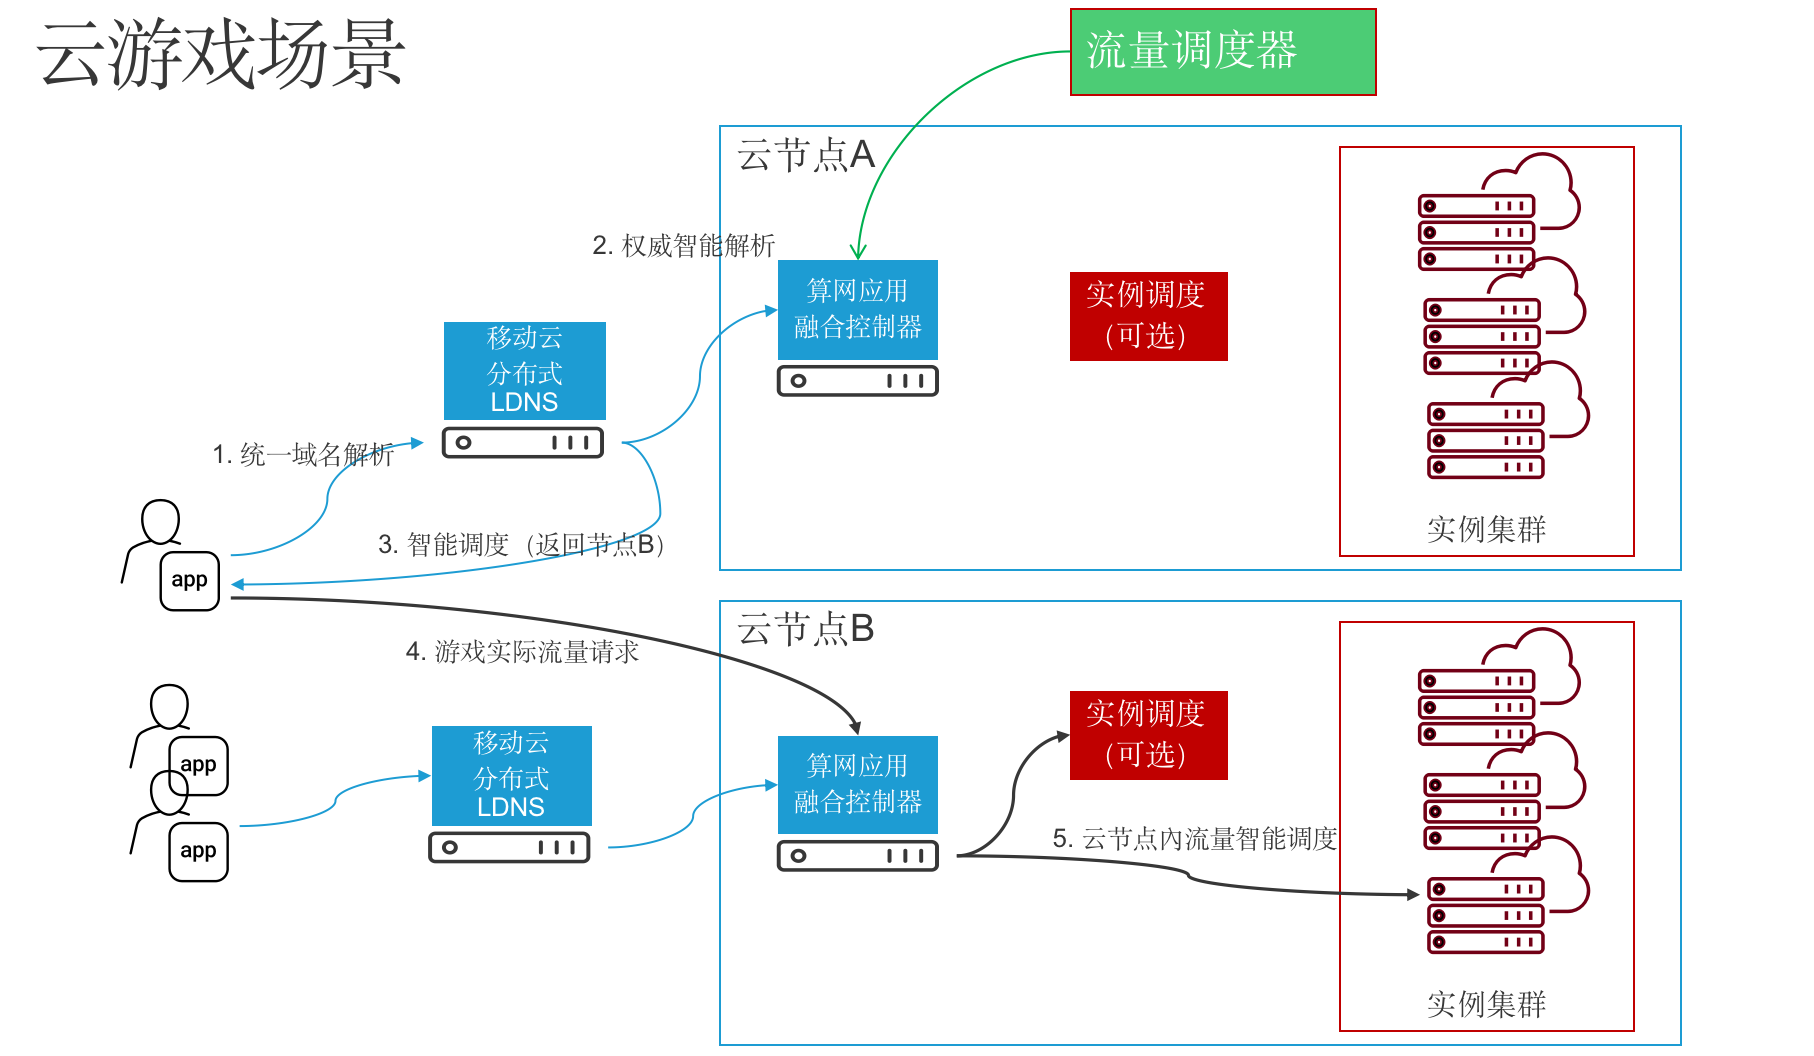 云游戏场景
流量调度器
云节点A
2. 权威智能解析
算网应用
融合控制器
实例调度
（可选）
移动云
分布式
LDNS
1. 统一域名解析
实例集群
3. 智能调度（返回节点B）
app
云节点B
4. 游戏实际流量请求
app
app
移动云
分布式
LDNS
算网应用
融合控制器
实例调度
（可选）
5. 云节点內流量智能调度
实例集群